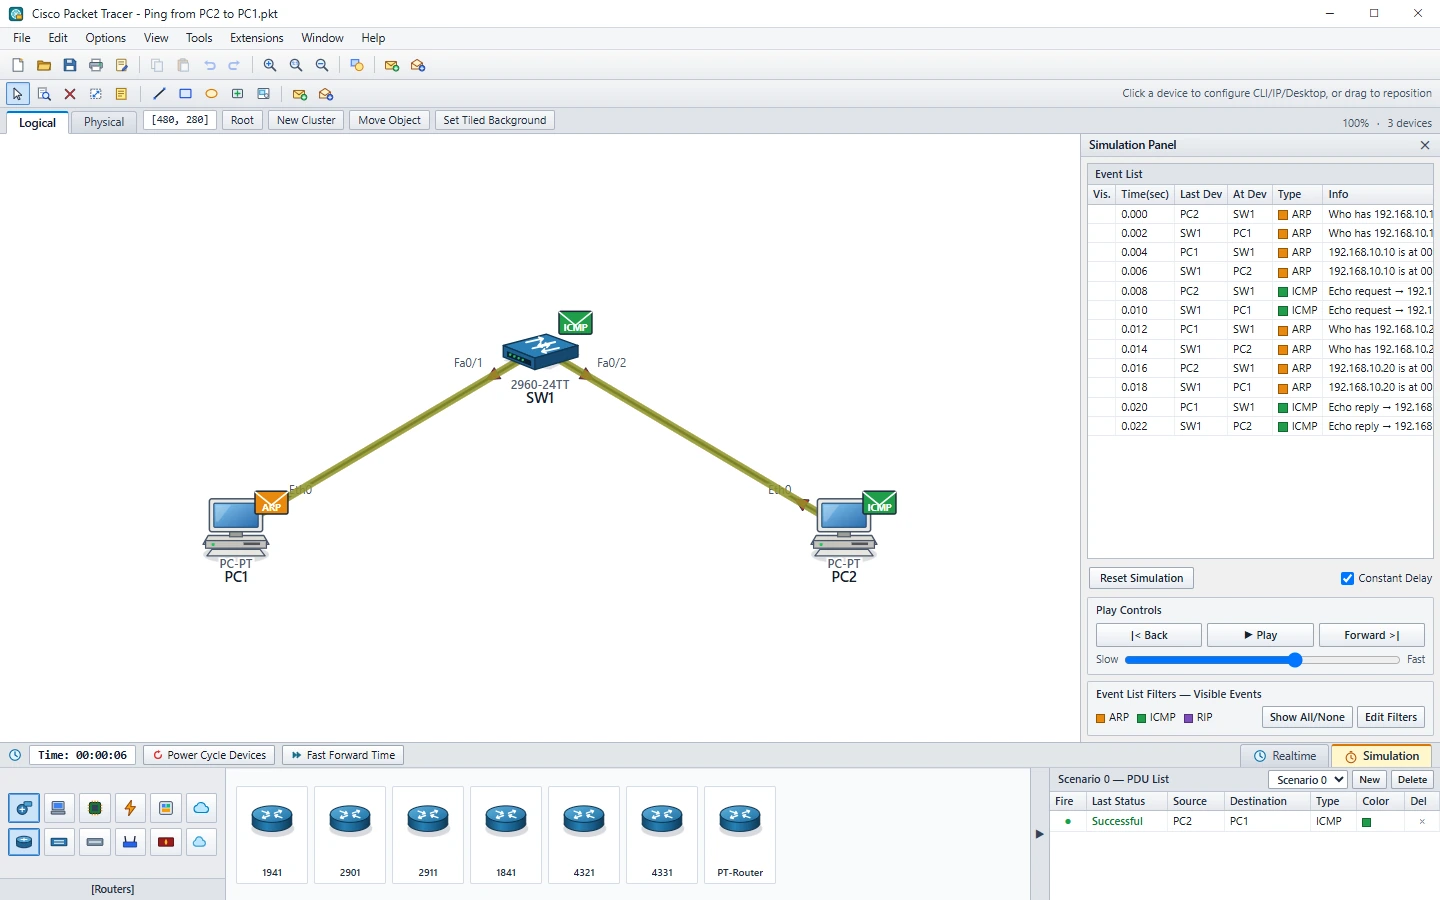 Cisco Packet Tracer - Ping from PC2 to PC1.pkt
File Edit Options View Tools Extensions Window Help
Click a device to configure CLI/IP/Desktop, or drag to reposition
Logical Physical [480, 280] Root New Cluster Move Object Set Tiled Background 100% · 3 devices
Simulation Panel
Event List
Vis. Time(sec) Last Dev At Dev Type Info
0.000 PC2 SW1 ARP Who has 192.168.10.1
0.002 SW1 PC1 ARP Who has 192.168.10.1
0.004 PC1 SW1 ARP 192.168.10.10 is at 00
0.006 SW1 PC2 ARP 192.168.10.10 is at 00
0.008 PC2 SW1 ICMP Echo request → 192.1
0.010 SW1 PC1 ICMP Echo request → 192.1
0.012 PC1 SW1 ARP Who has 192.168.10.2
0.014 SW1 PC2 ARP Who has 192.168.10.2
0.016 PC2 SW1 ARP 192.168.10.20 is at 00
0.018 SW1 PC1 ARP 192.168.10.20 is at 00
0.020 PC1 SW1 ICMP Echo reply → 192.168
0.022 SW1 PC2 ICMP Echo reply → 192.168
ICMP
Fa0/1 Fa0/2
2960-24TT
SW1
Eth0
ARP
PC-PT
PC1
Eth0
ICMP
PC-PT
PC2
Reset Simulation Constant Delay
Play Controls
|< Back ▶ Play Forward >|
Slow Fast
Event List Filters — Visible Events
ARP ICMP RIP Show All/None Edit Filters
Time: 00:00:06 Power Cycle Devices Fast Forward Time Realtime Simulation
[Routers]
1941 2901 2911 1841 4321 4331 PT-Router
Scenario 0 — PDU List Scenario 0 New Delete
Fire Last Status Source Destination Type Color Del
● Successful PC2 PC1 ICMP ×